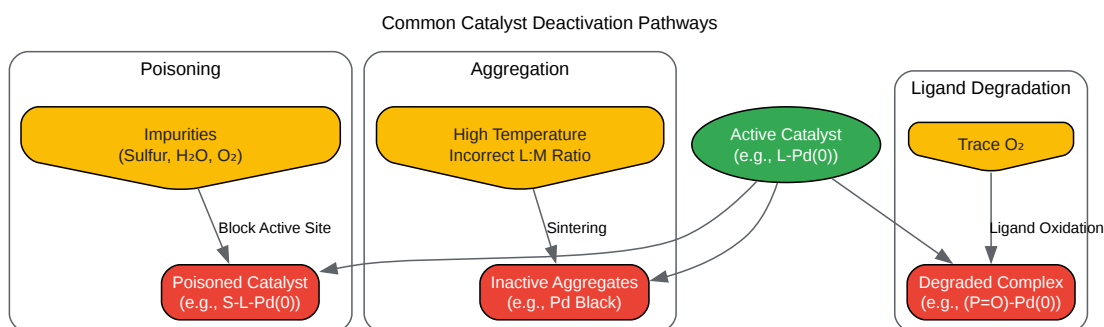 Common Catalyst Deactivation Pathways
Poisoning
Impurities
(Sulfur, H₂O, O₂)
Block Active Site
Poisoned Catalyst
(e.g., S-L-Pd(0))
Aggregation
High Temperature
Incorrect L:M Ratio
Sintering
Inactive Aggregates
(e.g., Pd Black)
Active Catalyst
(e.g., L-Pd(0))
Ligand Degradation
Trace O₂
Ligand Oxidation
Degraded Complex
(e.g., (P=O)-Pd(0))